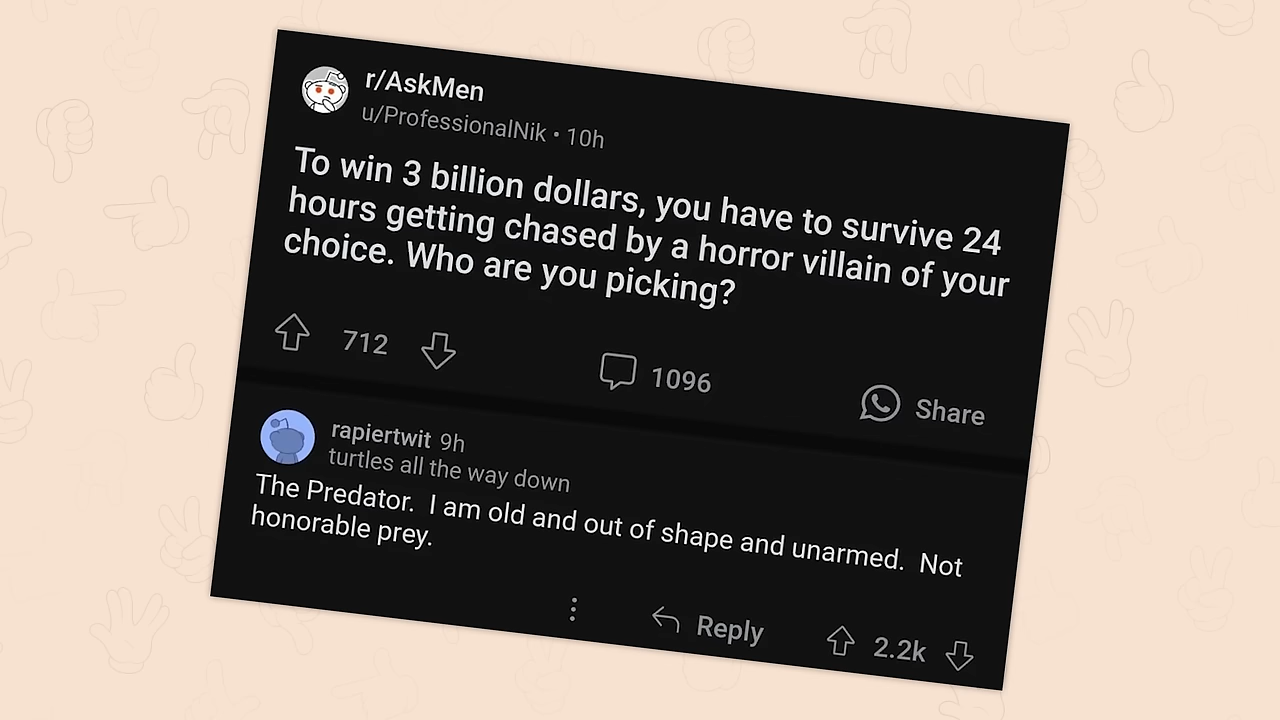 r/AskMen
u/ProfessionalNik • 10h
To win 3 billion dollars, you have to survive 24
hours getting chased by a horror villain of your
choice. Who are you picking?
712
1096
Share
rapiertwit 9h
turtles all the way down
The Predator.  I am old and out of shape and unarmed.  Not
honorable prey.
Reply
2.2k